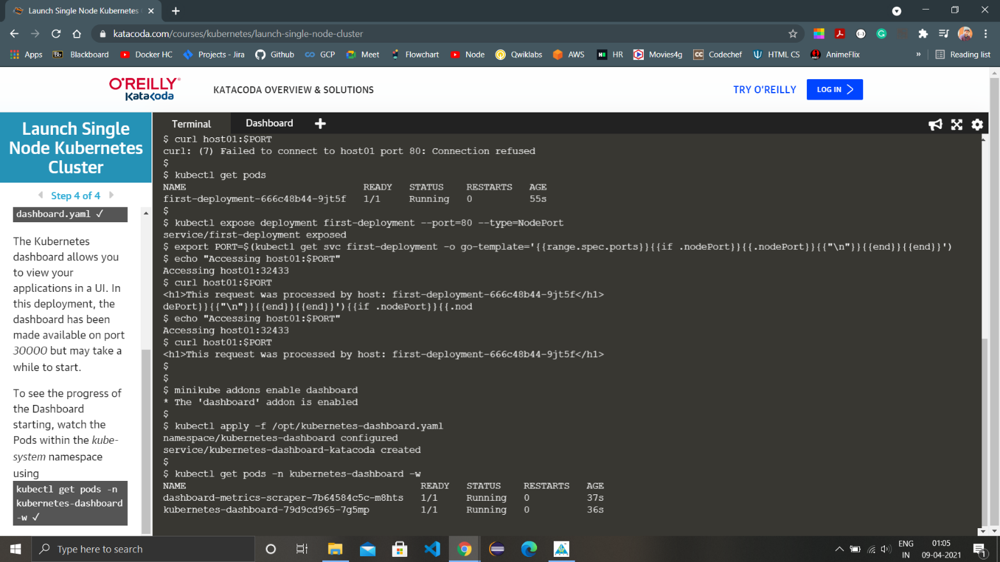 Launch Single Node Kubernetes
katacoda.com/courses/kubernetes/launch-single-node-cluster
Apps Bb Blackboard Docker HC Projects - Jira Github GCP Meet Flowchart Node Qwiklabs AWS HR Movies4g CC Codechef HTML CS AnimeFlix » Reading list
O'REILLY
Katacoda
KATACODA OVERVIEW & SOLUTIONS
TRY O'REILLY
LOG IN
Launch Single
Node Kubernetes
Cluster
Step 4 of 4
dashboard.yaml ✓
The Kubernetes
dashboard allows you
to view your
applications in a UI. In
this deployment, the
dashboard has been
made available on port
30000 but may take a
while to start.
To see the progress of
the Dashboard
starting, watch the
Pods within the kube-
system namespace
using
kubectl get pods -n
kubernetes-dashboard
-w ✓
Terminal Dashboard
$ curl host01:$PORT
curl: (7) Failed to connect to host01 port 80: Connection refused
$
$ kubectl get pods
NAME READY STATUS RESTARTS AGE
first-deployment-666c48b44-9jt5f 1/1 Running 0 55s
$
$ kubectl expose deployment first-deployment --port=80 --type=NodePort
service/first-deployment exposed
$ export PORT=$(kubectl get svc first-deployment -o go-template='{{range.spec.ports}}{{if .nodePort}}{{.nodePort}}{{"\n"}}{{end}}{{end}}')
$ echo "Accessing host01:$PORT"
Accessing host01:32433
$ curl host01:$PORT
<h1>This request was processed by host: first-deployment-666c48b44-9jt5f</h1>
dePort}}{{"\n"}}{{end}}{{end}}'){{if .nodePort}}{{.nod
$ echo "Accessing host01:$PORT"
Accessing host01:32433
$ curl host01:$PORT
<h1>This request was processed by host: first-deployment-666c48b44-9jt5f</h1>
$
$
$ minikube addons enable dashboard
* The 'dashboard' addon is enabled
$
$ kubectl apply -f /opt/kubernetes-dashboard.yaml
namespace/kubernetes-dashboard configured
service/kubernetes-dashboard-katacoda created
$
$ kubectl get pods -n kubernetes-dashboard -w
NAME READY STATUS RESTARTS AGE
dashboard-metrics-scraper-7b64584c5c-m8hts 1/1 Running 0 37s
kubernetes-dashboard-79d9cd965-7g5mp 1/1 Running 0 36s
Type here to search
ENG
IN
01:05
09-04-2021
1